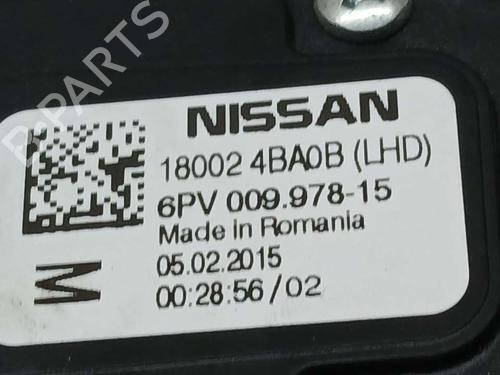 B-PARTS
NISSAN
18002 4BA0B (LHD)
6PV 009.978-15
Made in Romania
05.02.2015
00:28:56/02
M